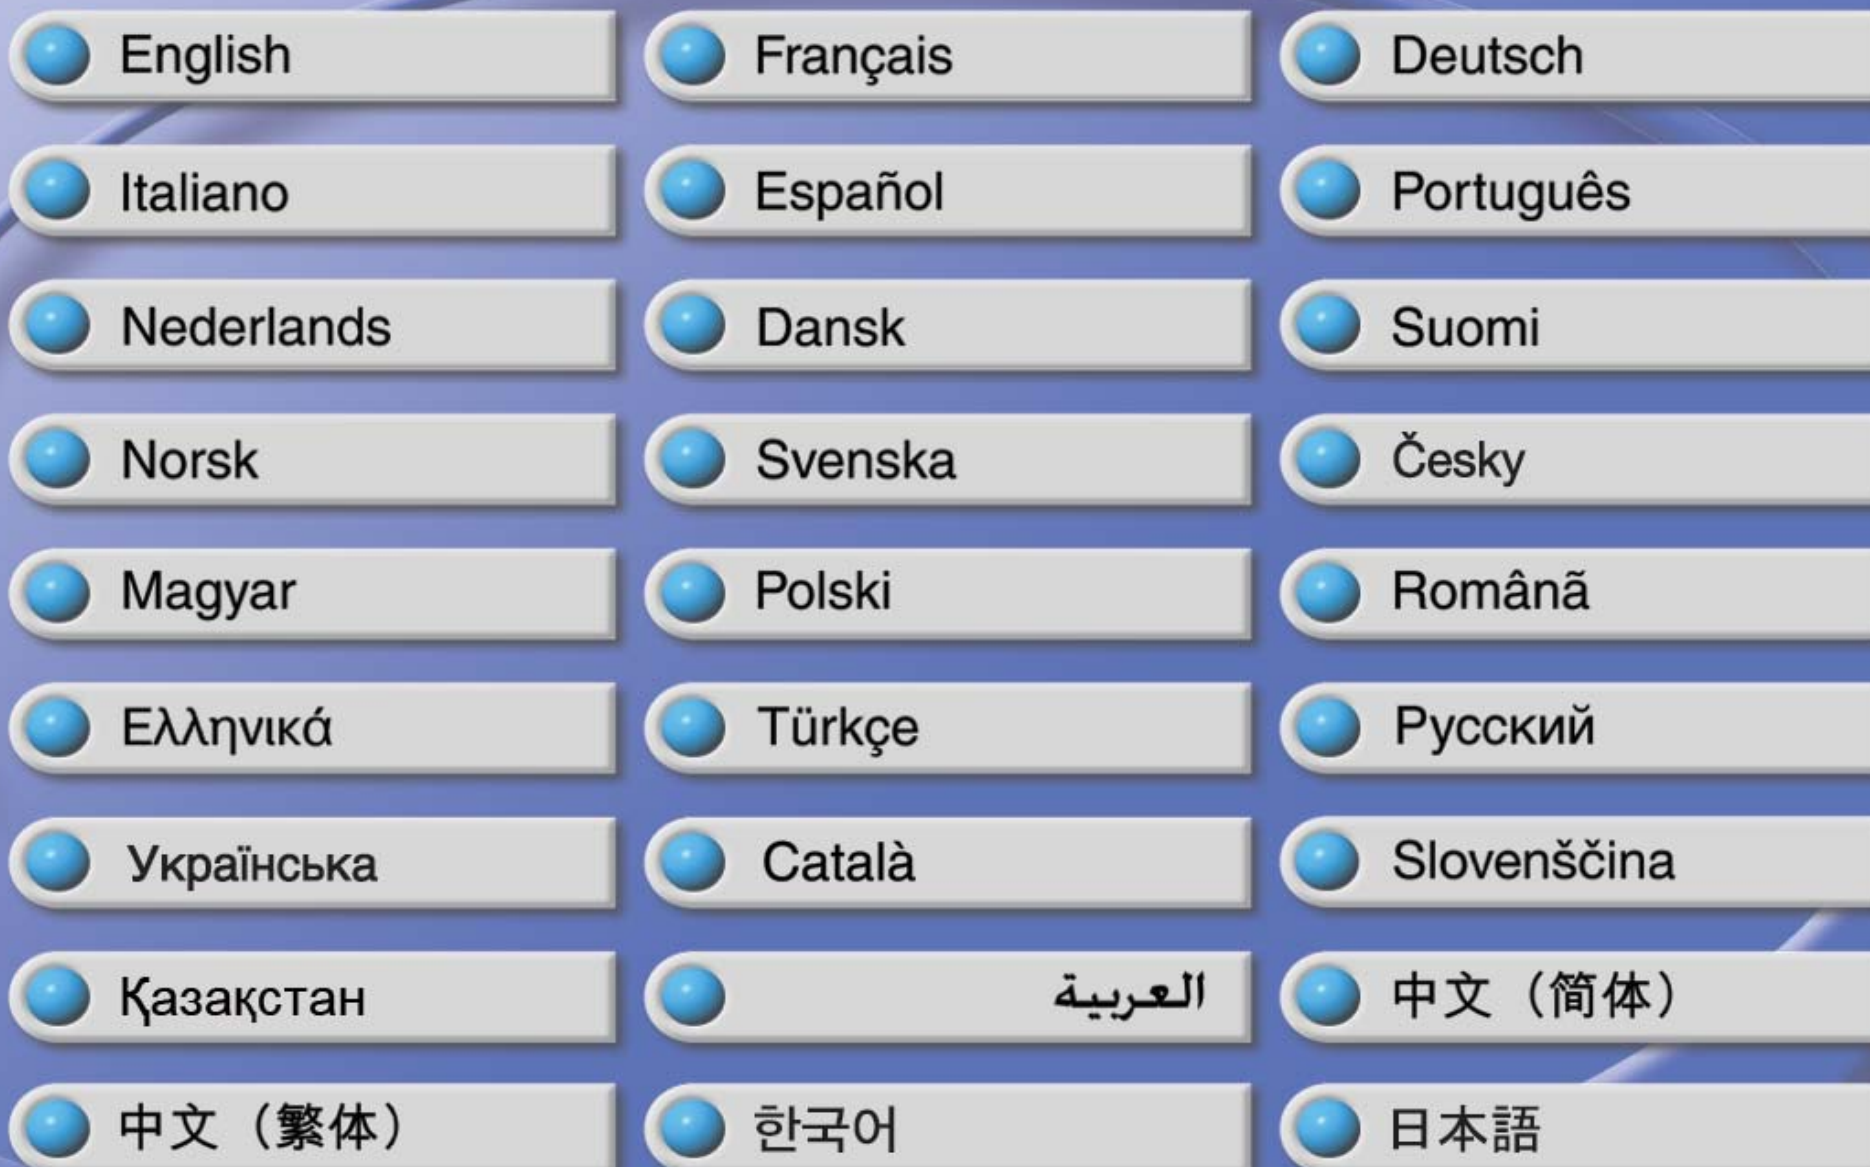 English
Français
Deutsch
Italiano
Español
Português
Nederlands
Dansk
Suomi
Norsk
Svenska
Česky
Magyar
Polski
Românã
Ελληνικά
Türkçe
Русский
Українська
Català
Slovenščina
Қазақстан
العربية
中文（简体）
中文（繁体）
한국어
日本語